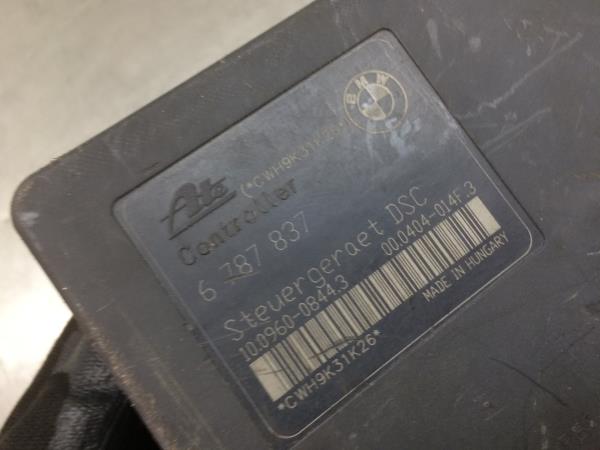 BMW
Ate (*CWH9K31K26*)
Controller
6 787 837
Steuergeraet DSC
10.0960-0844.3 00.0404-014F.3
MADE IN HUNGARY
*CWH9K31K26*